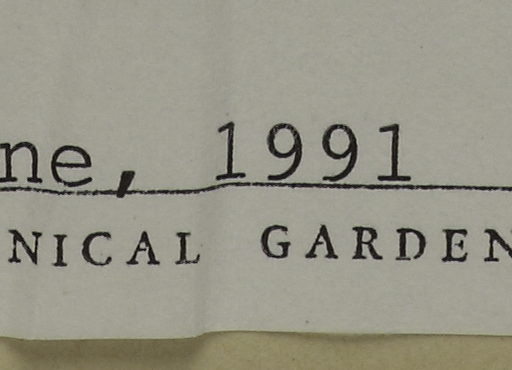 ne, 1991
NICAL GARDEN